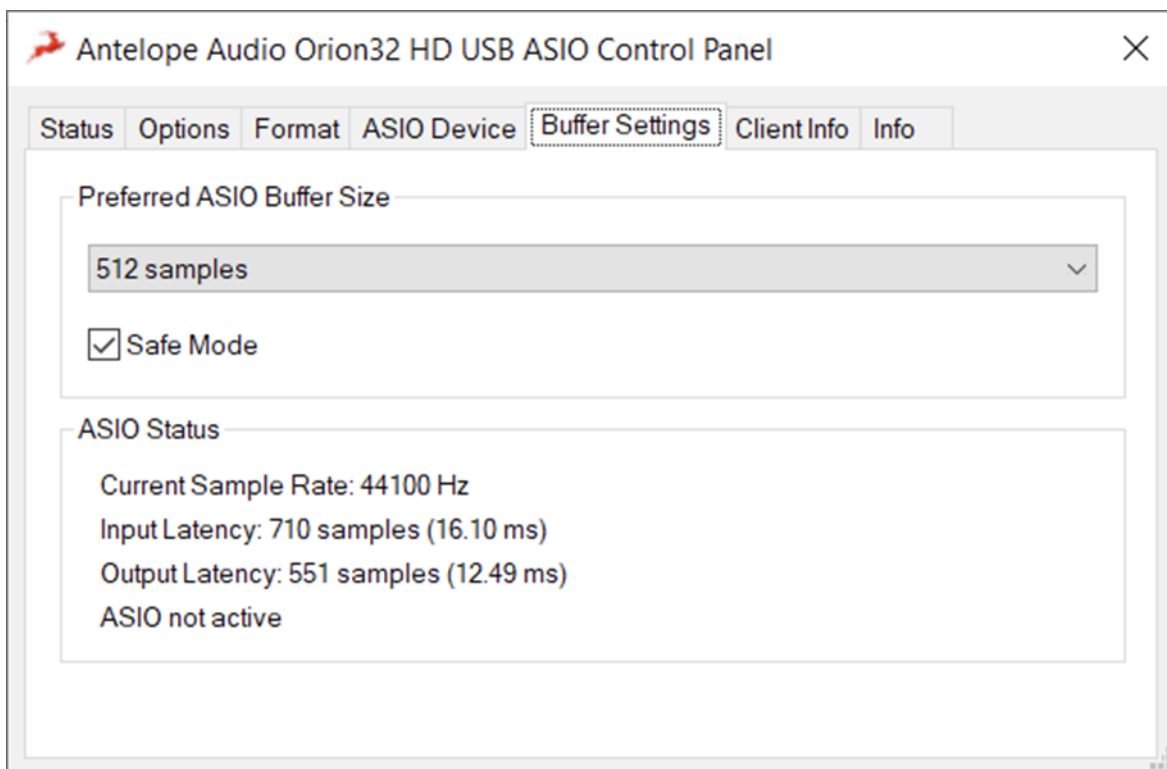 Antelope Audio Orion32 HD USB ASIO Control Panel
Status Options Format ASIO Device Buffer Settings Client Info Info
Preferred ASIO Buffer Size
512 samples
Safe Mode
ASIO Status
Current Sample Rate: 44100 Hz
Input Latency: 710 samples (16.10 ms)
Output Latency: 551 samples (12.49 ms)
ASIO not active